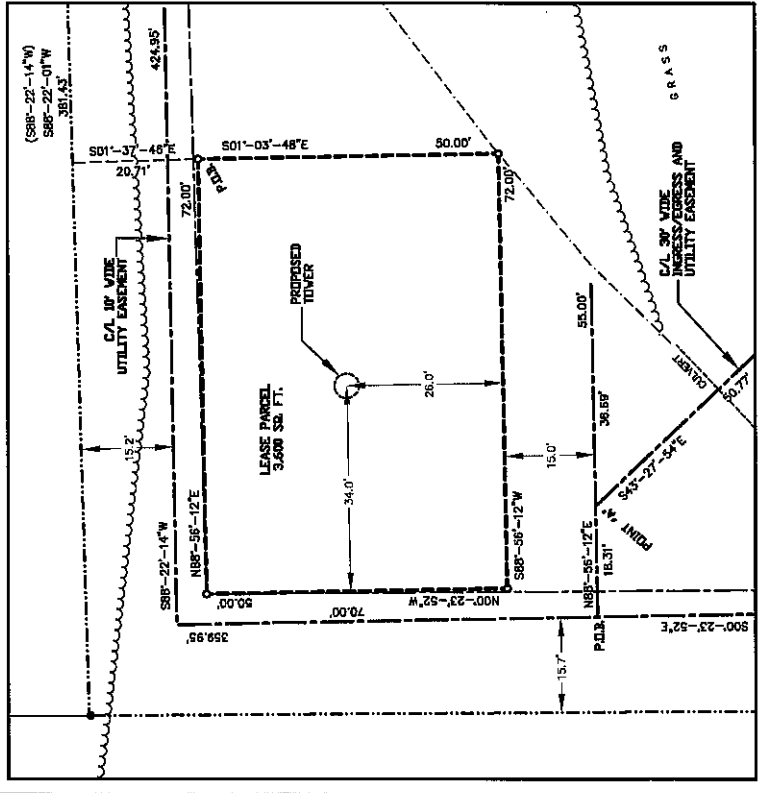 (S88°-22'-14"W)
S88°-22'-01"W
381.43'
424.95'
S01°-37'-46"E
20.71'
P.O.B.
S01°-03'-48"E
50.00'
72.00'
72.00'
C/L 10' WIDE
UTILITY EASEMENT
GRASS
C/L 30' WIDE
INGRESS/EGRESS AND
UTILITY EASEMENT
PROPOSED
TOWER
LEASE PARCEL
3,600 SQ. FT.
26.0'
34.0'
15.2'
15.0'
55.00'
36.69'
CULVERT
50.77'
S43°-27'-54"E
POINT "A"
N88°-56'-12"E
S88°-22'-14"W
S88°-56'-12"W
N88°-56'-12"E
18.31'
50.00'
N00°-23'-52"W
70.00'
359.95'
P.O.B.
S00°-23'-52"E
15.7'